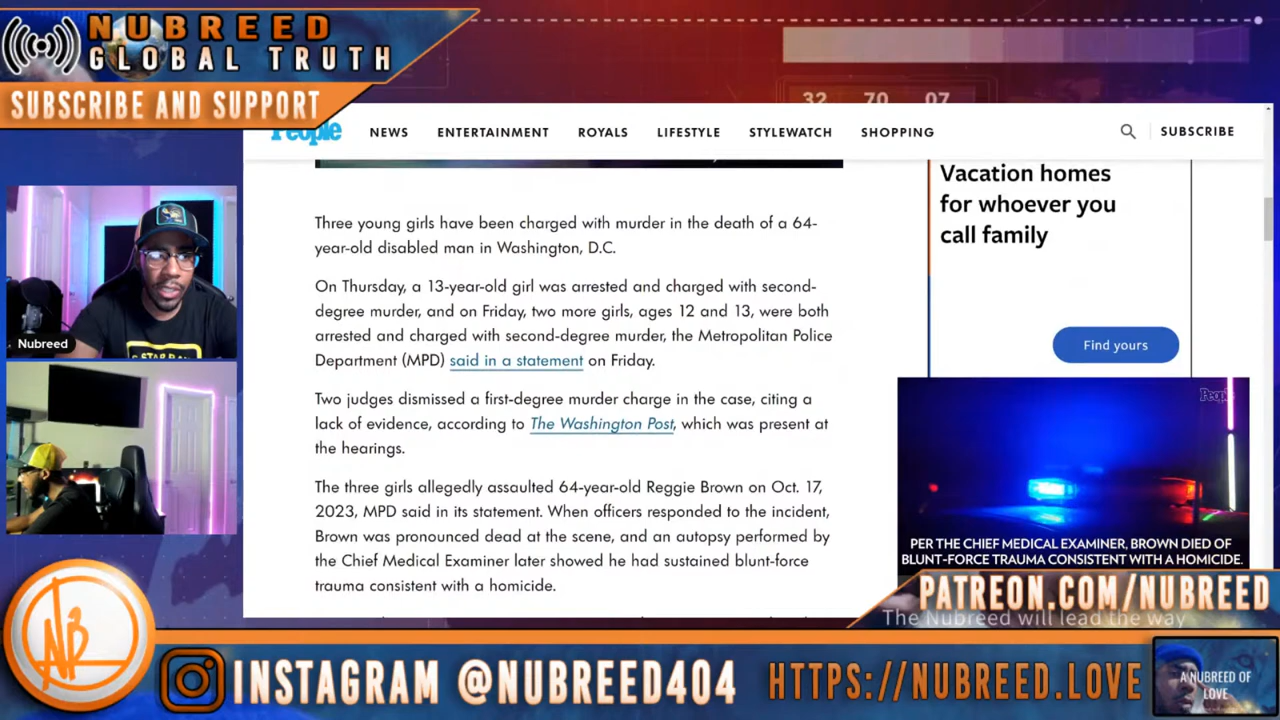 NUBREED
GLOBAL TRUTH
SUBSCRIBE AND SUPPORT
32 70 07
People
NEWS ENTERTAINMENT ROYALS LIFESTYLE STYLEWATCH SHOPPING SUBSCRIBE
Three young girls have been charged with murder in the death of a 64-
year-old disabled man in Washington, D.C.
On Thursday, a 13-year-old girl was arrested and charged with second-
degree murder, and on Friday, two more girls, ages 12 and 13, were both
arrested and charged with second-degree murder, the Metropolitan Police
Department (MPD) said in a statement on Friday.
Two judges dismissed a first-degree murder charge in the case, citing a
lack of evidence, according to The Washington Post, which was present at
the hearings.
The three girls allegedly assaulted 64-year-old Reggie Brown on Oct. 17,
2023, MPD said in its statement. When officers responded to the incident,
Brown was pronounced dead at the scene, and an autopsy performed by
the Chief Medical Examiner later showed he had sustained blunt-force
trauma consistent with a homicide.
Vacation homes
for whoever you
call family
Find yours
People
PER THE CHIEF MEDICAL EXAMINER, BROWN DIED OF
BLUNT-FORCE TRAUMA CONSISTENT WITH A HOMICIDE.
Nubreed
PATREON.COM/NUBREED
The Nubreed will lead the way
INSTAGRAM @NUBREED404
HTTPS://NUBREED.LOVE
A NUBREED OF
LOVE